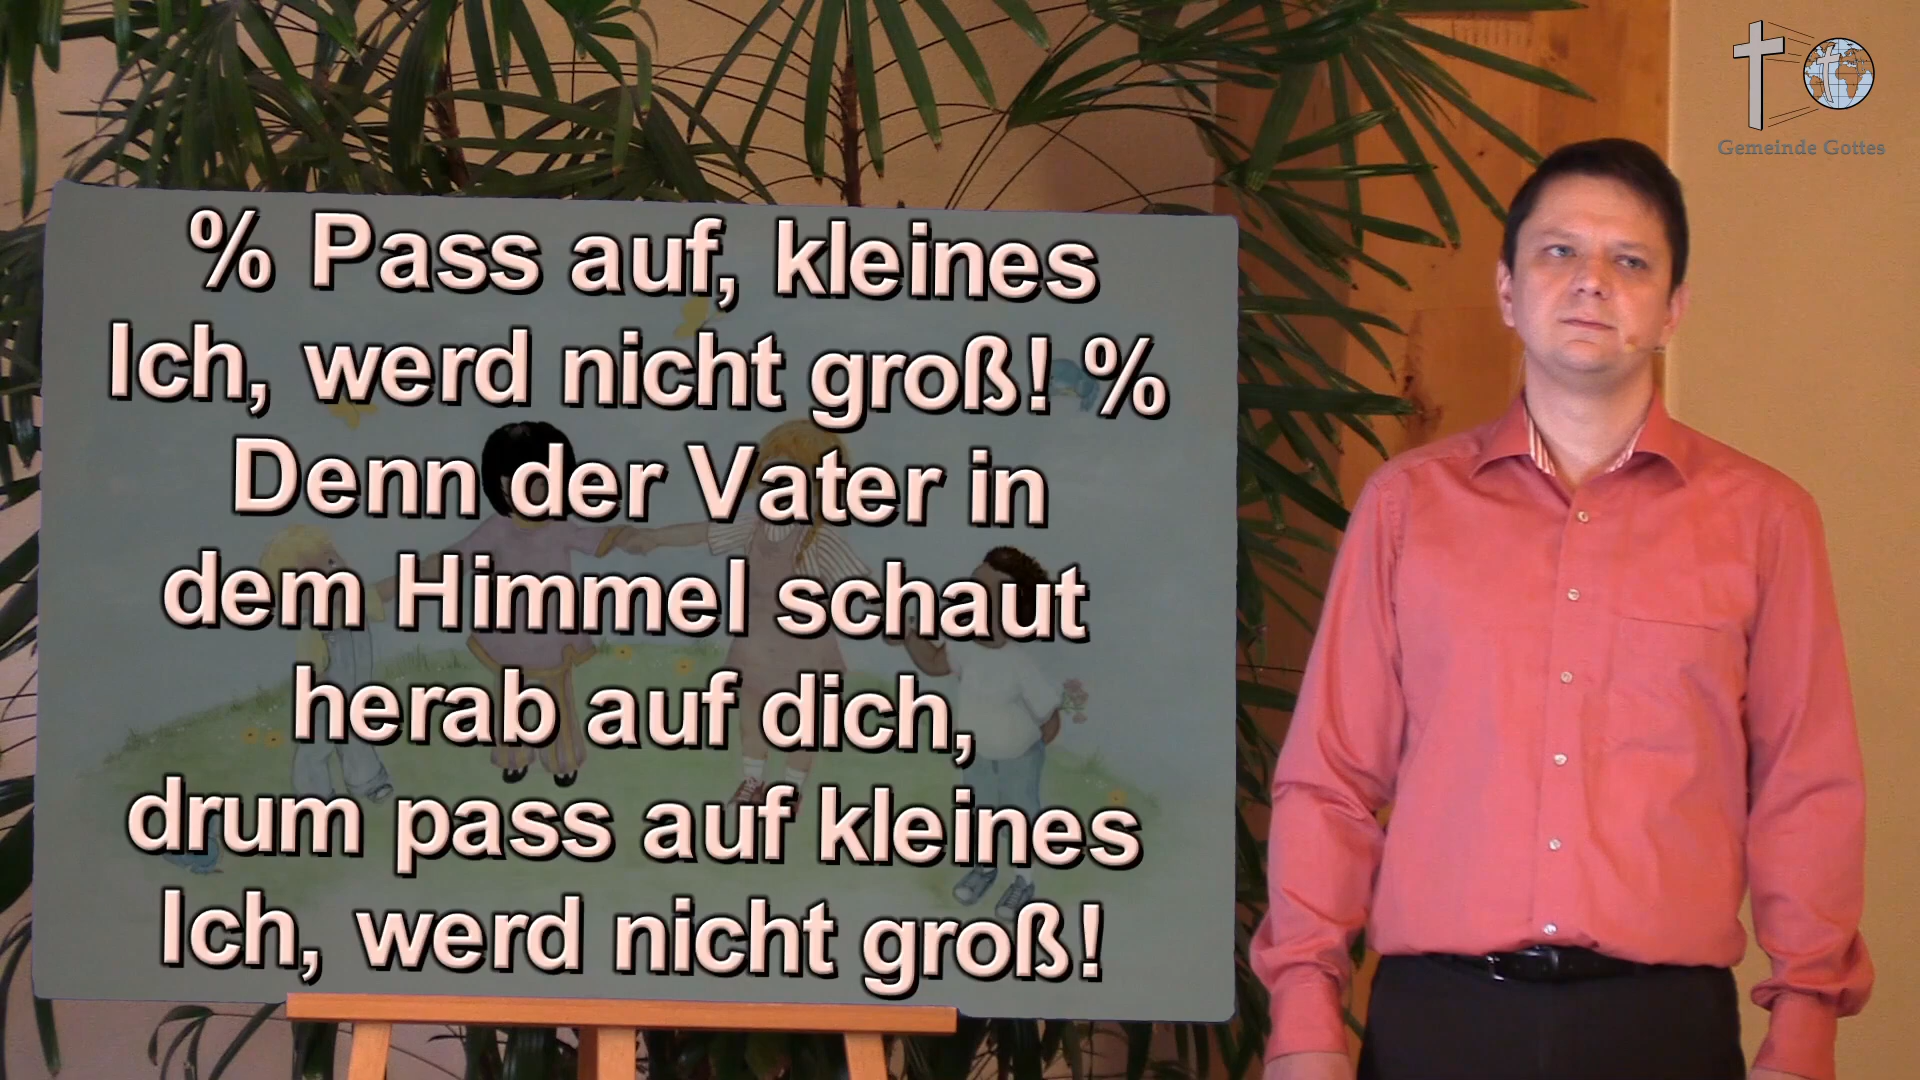 Gemeinde Gottes
% Pass auf, kleines
Ich, werd nicht groß! %
Denn der Vater in
dem Himmel schaut
herab auf dich,
drum pass auf kleines
Ich, werd nicht groß!